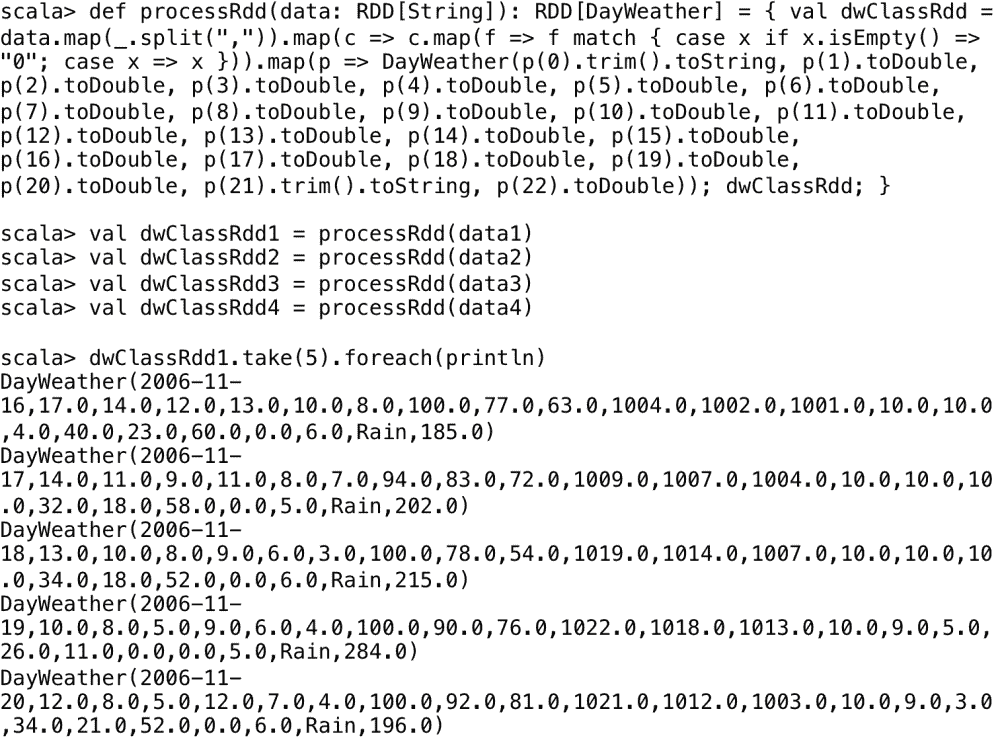 scala> def processRdd(data: RDD[String]): RDD[DayWeather] = { val dwClassRdd =
data.map(_.split(",")).map(c => c.map(f => f match { case x if x.isEmpty() =>
"0"; case x => x })).map(p => DayWeather(p(0).trim().toString, p(1).toDouble,
p(2).toDouble, p(3).toDouble, p(4).toDouble, p(5).toDouble, p(6).toDouble,
p(7).toDouble, p(8).toDouble, p(9).toDouble, p(10).toDouble, p(11).toDouble,
p(12).toDouble, p(13).toDouble, p(14).toDouble, p(15).toDouble,
p(16).toDouble, p(17).toDouble, p(18).toDouble, p(19).toDouble,
p(20).toDouble, p(21).trim().toString, p(22).toDouble)); dwClassRdd; }
scala> val dwClassRdd1 = processRdd(data1)
scala> val dwClassRdd2 = processRdd(data2)
scala> val dwClassRdd3 = processRdd(data3)
scala> val dwClassRdd4 = processRdd(data4)
scala> dwClassRdd1.take(5).foreach(println)
DayWeather(2006-11-
16,17.0,14.0,12.0,13.0,10.0,8.0,100.0,77.0,63.0,1004.0,1002.0,1001.0,10.0,10.0
,4.0,40.0,23.0,60.0,0.0,6.0,Rain,185.0)
DayWeather(2006-11-
17,14.0,11.0,9.0,11.0,8.0,7.0,94.0,83.0,72.0,1009.0,1007.0,1004.0,10.0,10.0,10
.0,32.0,18.0,58.0,0.0,5.0,Rain,202.0)
DayWeather(2006-11-
18,13.0,10.0,8.0,9.0,6.0,3.0,100.0,78.0,54.0,1019.0,1014.0,1007.0,10.0,10.0,10
.0,34.0,18.0,52.0,0.0,6.0,Rain,215.0)
DayWeather(2006-11-
19,10.0,8.0,5.0,9.0,6.0,4.0,100.0,90.0,76.0,1022.0,1018.0,1013.0,10.0,9.0,5.0,
26.0,11.0,0.0,0.0,5.0,Rain,284.0)
DayWeather(2006-11-
20,12.0,8.0,5.0,12.0,7.0,4.0,100.0,92.0,81.0,1021.0,1012.0,1003.0,10.0,9.0,3.0
,34.0,21.0,52.0,0.0,6.0,Rain,196.0)